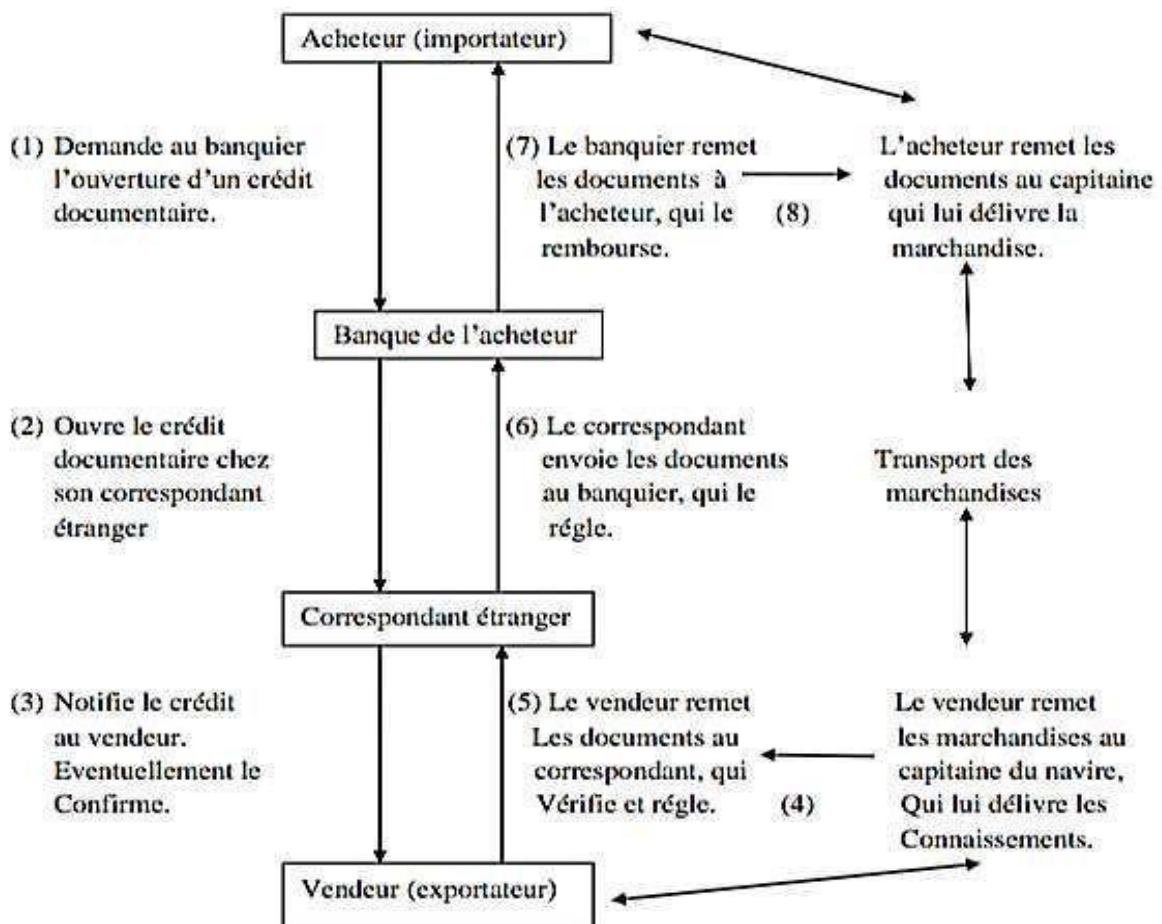 Acheteur (importateur)
(1) Demande au banquier
l'ouverture d'un crédit
documentaire.
(7) Le banquier remet
les documents à
l'acheteur, qui le
rembourse.
(8)
L'acheteur remet les
documents au capitaine
qui lui délivre la
marchandise.
Banque de l'acheteur
(2) Ouvre le crédit
documentaire chez
son correspondant
étranger
(6) Le correspondant
envoie les documents
au banquier, qui le
régle.
Transport des
marchandises
Correspondant étranger
(3) Notifie le crédit
au vendeur.
Eventuellement le
Confirme.
(5) Le vendeur remet
Les documents au
correspondant, qui
Vérifie et régle.
(4)
Le vendeur remet
les marchandises au
capitaine du navire,
Qui lui délivre les
Connaissements.
Vendeur (exportateur)